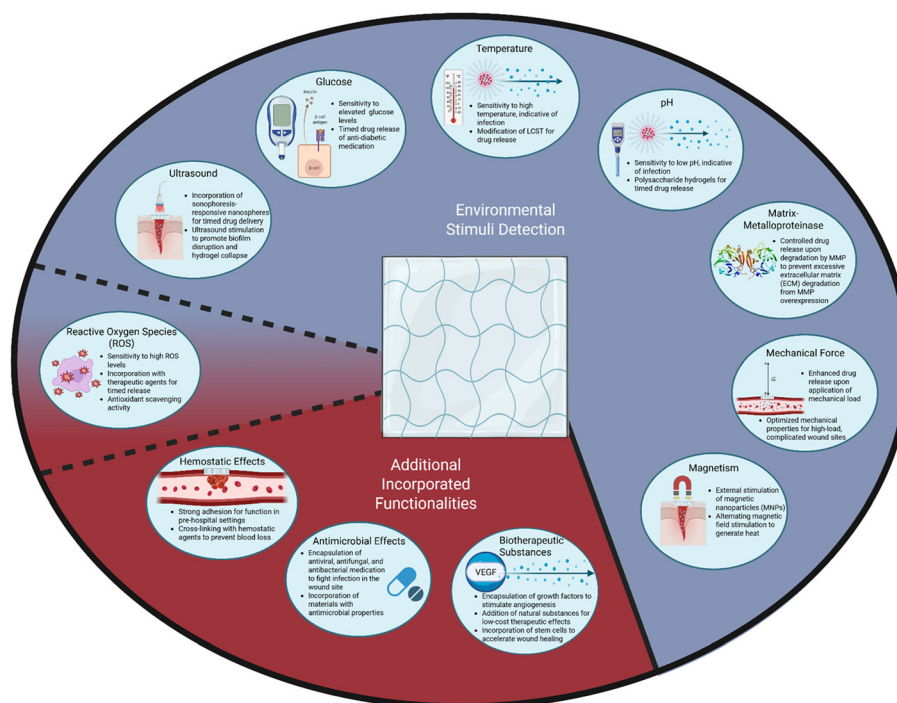 Temperature
• Sensitivity to high
temperature, indicative of
infection
• Modification of LCST for
drug release
Glucose
Insulin
β cell
antigen
β-cell
• Sensitivity to
elevated glucose
levels
• Timed drug release
of anti-diabetic
medication
pH
• Sensitivity to low pH, indicative
of infection
• Polysaccharide hydrogels for
timed drug release
Ultrasound
• Incorporation of
sonophoresis-
responsive nanospheres
for timed drug delivery
• Ultrasound stimulation
to promote biofilm
disruption and
hydrogel collapse
Environmental
Stimuli Detection
Matrix-
Metalloproteinase
• Controlled drug
release upon
degradation by MMP
to prevent excessive
extracellular matrix
(ECM) degradation
from MMP
overexpression
Reactive Oxygen Species
(ROS)
• Sensitivity to high ROS
levels
• Incorporation with
therapeutic agents for
timed release
• Antioxidant scavenging
activity
Mechanical Force
• Enhanced drug
release upon
application of
mechanical load
• Optimized mechanical
properties for high-load,
complicated wound sites
Magnetism
• External stimulation
of magnetic
nanoparticles (MNPs)
• Alternating magnetic
field stimulation to
generate heat
Additional
Incorporated
Functionalities
Hemostatic Effects
• Strong adhesion for function in
pre-hospital settings
• Cross-linking with hemostatic
agents to prevent blood loss
Antimicrobial Effects
• Encapsulation of
antiviral, antifungal, and
antibacterial medication
to fight infection in the
wound site
• Incorporation of
materials with
antimicrobial properties
Biotherapeutic
Substances
VEGF
• Encapsulation of growth factors to
stimulate angiogenesis
• Addition of natural substances for
low-cost therapeutic effects
• Incorporation of stem cells to
accelerate wound healing